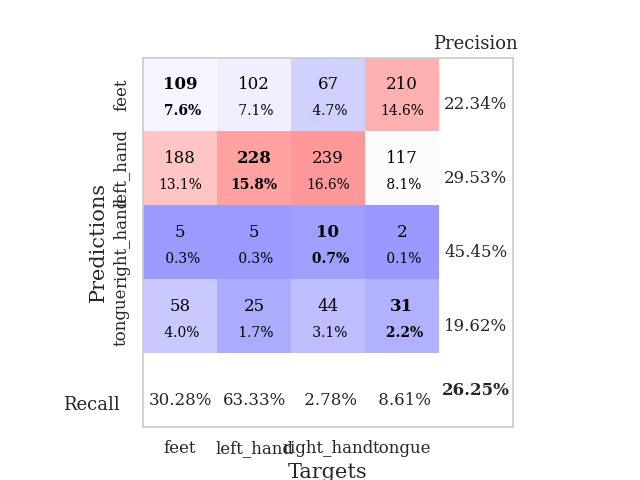 Precision
feet
109 102 67 210
7.6% 7.1% 4.7% 14.6%
22.34%
left_hand
188 228 239 117
13.1% 15.8% 16.6% 8.1%
29.53%
Predictions
right_hand
5 5 10 2
0.3% 0.3% 0.7% 0.1%
45.45%
tongue
58 25 44 31
4.0% 1.7% 3.1% 2.2%
19.62%
Recall
30.28% 63.33% 2.78% 8.61%
26.25%
feet left_hand right_hand tongue
Targets